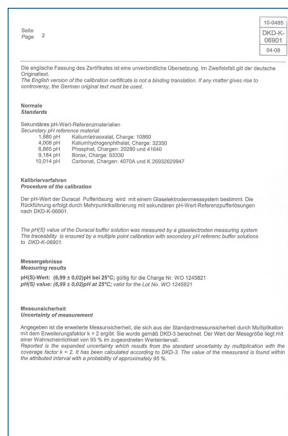 Seite
Page 2
10-0485
DKD-K-
06901
04-08
Die englische Fassung des Zertifikates ist eine unverbindliche Übersetzung. Im Zweifelsfall gilt der deutsche
Originaltext.
The English version of the calibration certificate is not a binding translation. If any matter gives rise to
controversy, the German original text must be used.
Normale
Standards
Sekundäres pH-Wert-Referenzmaterialien
Secundary pH reference material
1,680 pH Kaliumtetraoxalat, Charge: 10860
4,008 pH Kaliumhydrogenphthalat, Charge: 32350
6,865 pH Phosphat, Chargen: 20280 und 41640
9,184 pH Borax, Charge: 63330
10,014 pH Carbonat, Chargen: 4070A und K 26932629947
Kalibrierverfahren
Procedure of the calibration
Der pH-Wert der Duracal Pufferlösung wird mit einem Glaselektrodenmesssystem bestimmt. Die
Rückführung erfolgt durch Mehrpunktkalibrierung mit sekundären pH-Wert-Referenzpufferlösungen
nach DKD-K-06901.
The pH(S) value of the Duracal buffer solution was measured by a glaselectroden measuring system
The traceability is ensured by a multiple point calibration with secondary pH referenc buffer solutions
to DKD-K-06901.
Messergebnisse
Measuring results
pH(S)-Wert: (6,99 ± 0,02)pH bei 25°C; gültig für die Charge Nr. WO 1245821
pH(S) value: (6,99 ± 0,02)pH at 25°C; valid for the Lot No. WO 1245821
Messunsicherheit
Uncertainty of measurement
Angegeben ist die erweiterte Messunsicherheit, die sich aus der Standardmessunsicherheit durch Multiplikation
mit dem Erweiterungsfaktor k = 2 ergibt. Sie wurde gemäß DKD-3 berechnet. Der Wert der Messgröße liegt mit
einer Wahrscheinlichkeit von 95 % im zugeordneten Werteintervall.
Reported is the expanded uncertainty which results from the standard uncertainty by multiplication with the
coverage factor k = 2. It has been calculated according to DKD-3. The value of the measurand is found within
the attributed interval with a probability of approximately 95 %.